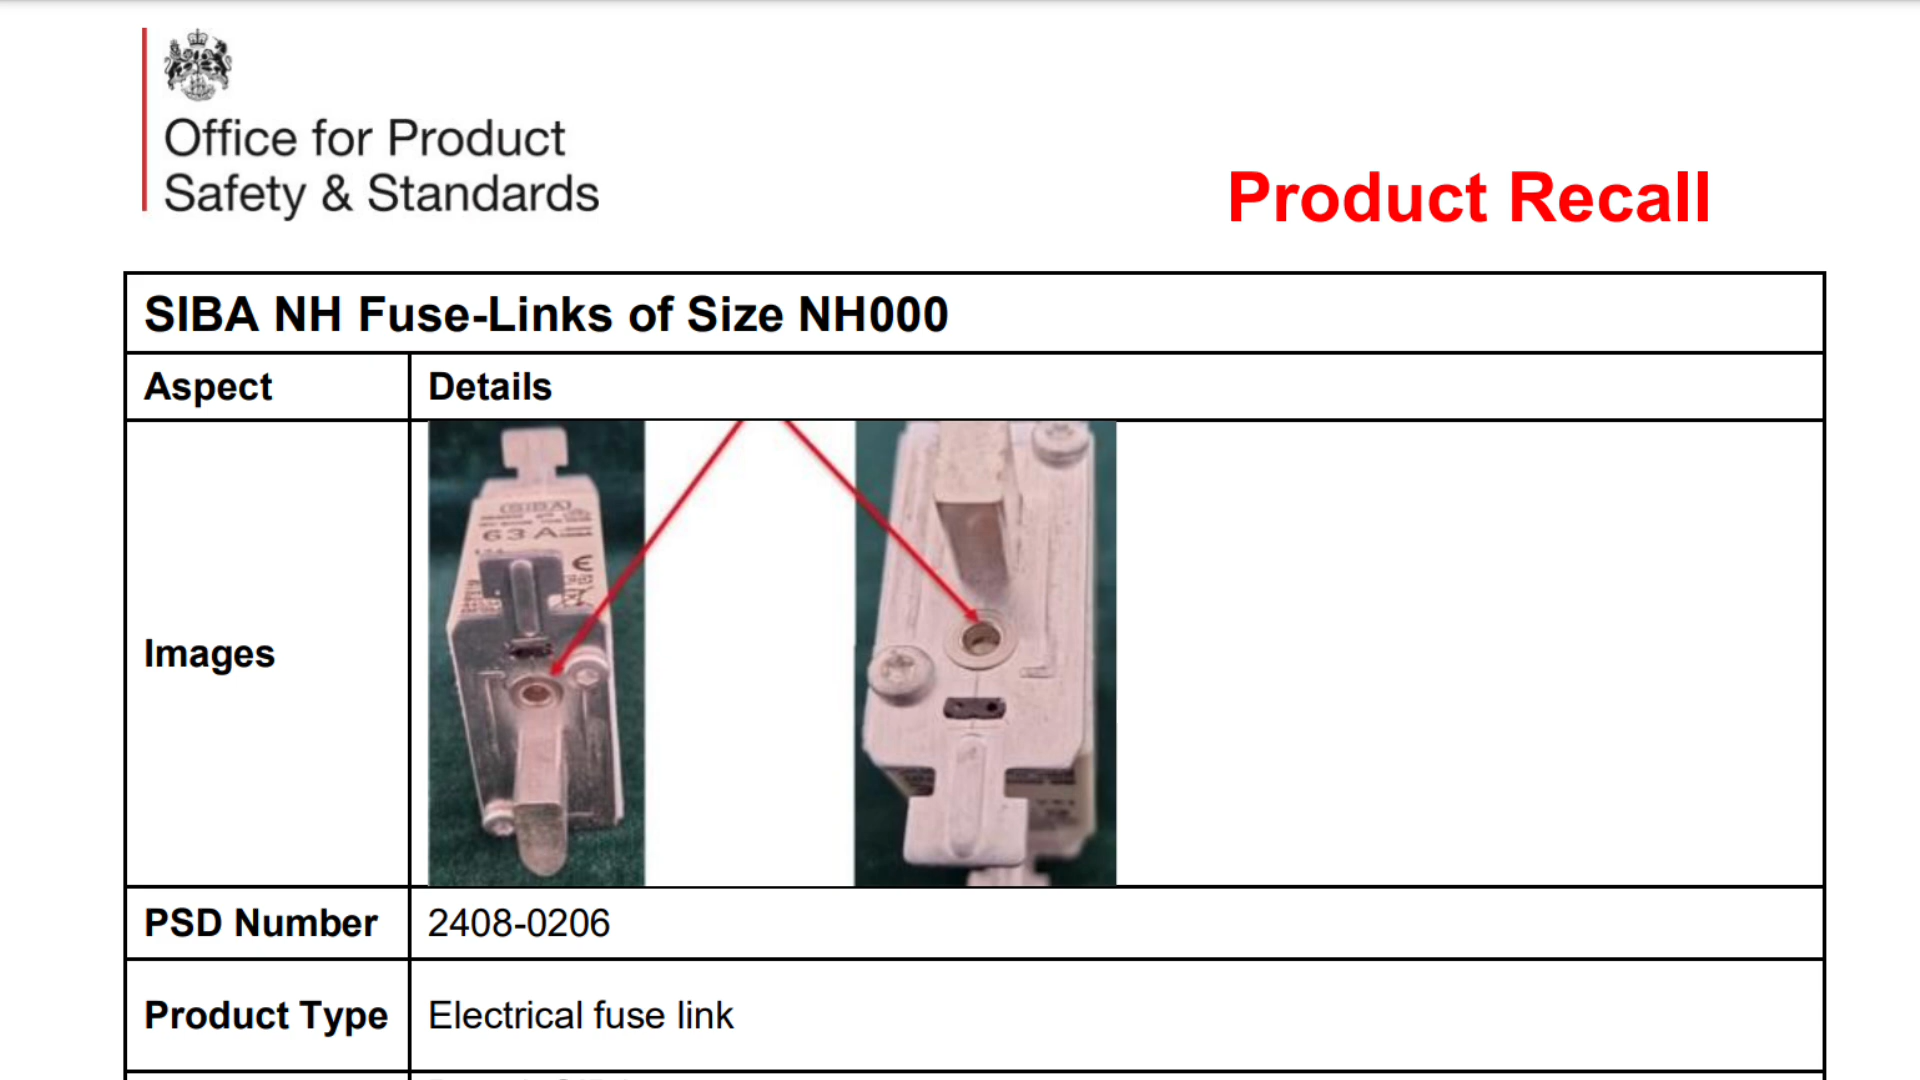 Office for Product
Safety & Standards
Product Recall
SIBA NH Fuse-Links of Size NH000
Aspect
Details
Images
SIBA
63 A
PSD Number
2408-0206
Product Type
Electrical fuse link